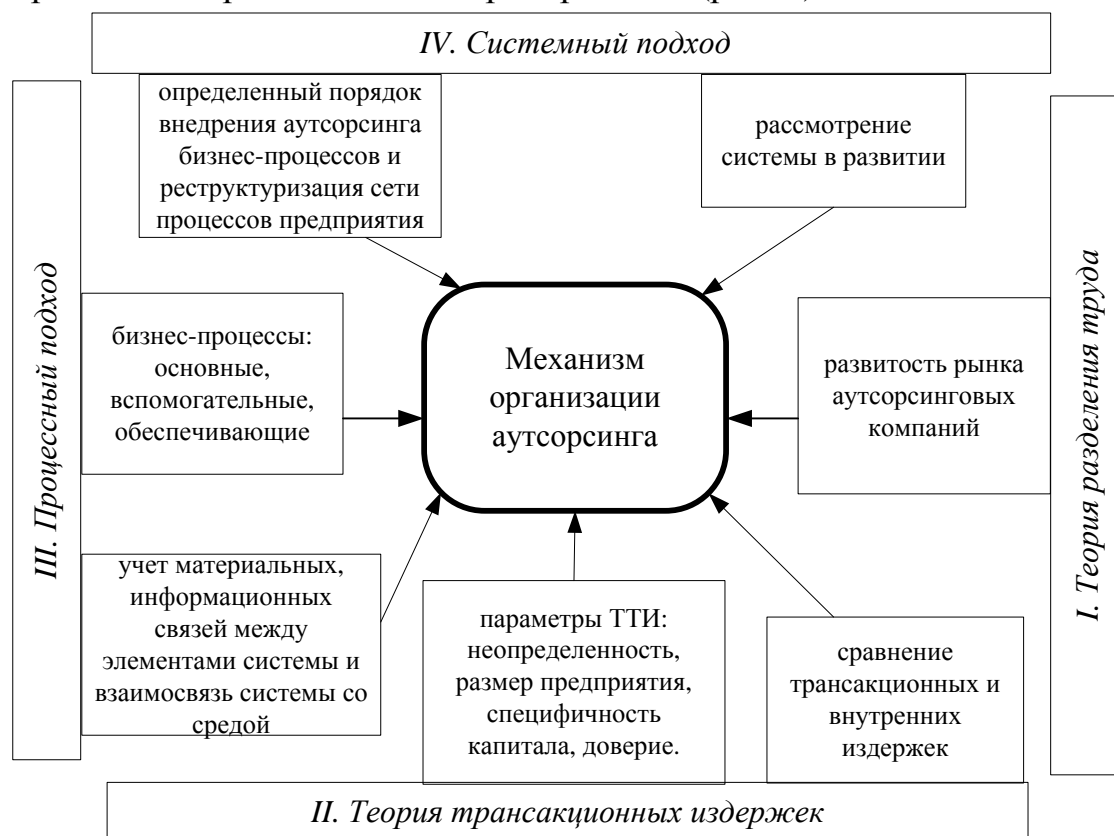 IV. Системный подход
определенный порядок
внедрения аутсорсинга
бизнес-процессов и
реструктуризация сети
процессов предприятия
рассмотрение
системы в развитии
III. Процессный подход
бизнес-процессы:
основные,
вспомогательные,
обеспечивающие
Механизм
организации
аутсорсинга
развитость рынка
аутсорсинговых
компаний
I. Теория разделения труда
учет материальных,
информационных
связей между
элементами системы и
взаимосвязь системы со
средой
параметры ТТИ:
неопределенность,
размер предприятия,
специфичность
капитала, доверие.
сравнение
трансакционных и
внутренних
издержек
II. Теория трансакционных издержек